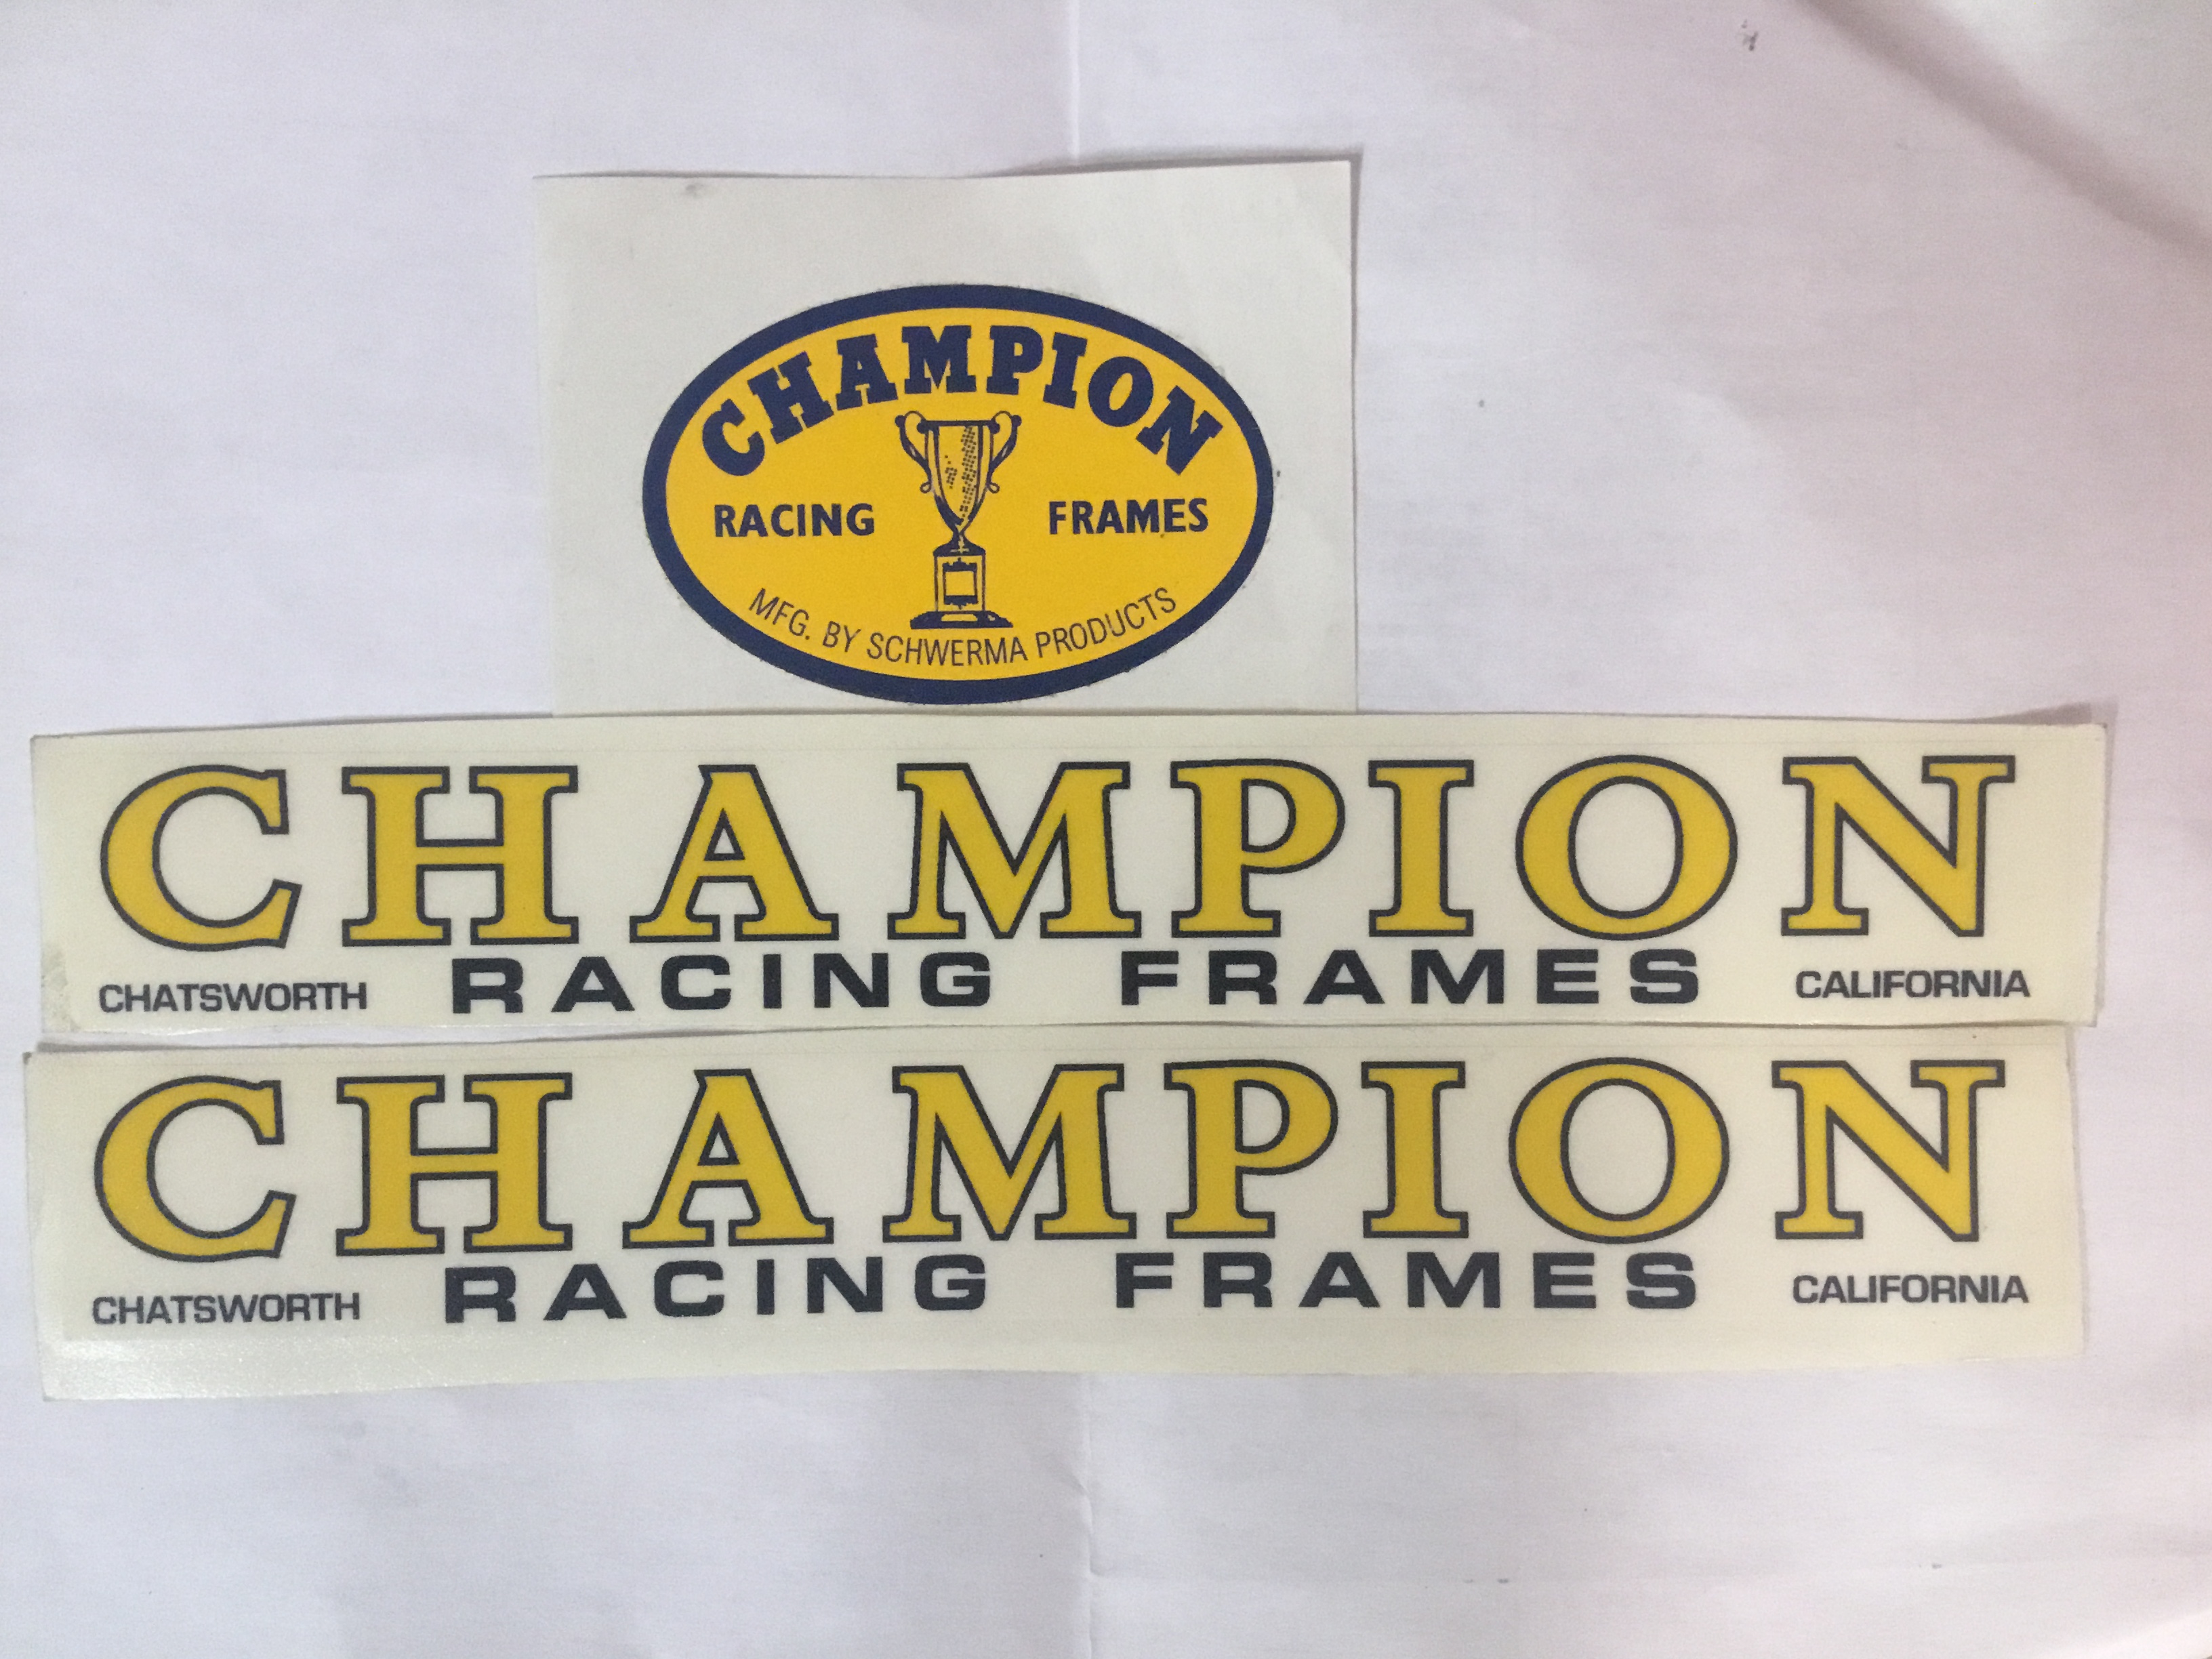 CHAMPION
RACING FRAMES
MFG. BY SCHWERMA PRODUCTS
CHAMPION
CHATSWORTH RACING FRAMES CALIFORNIA
CHAMPION
CHATSWORTH RACING FRAMES CALIFORNIA